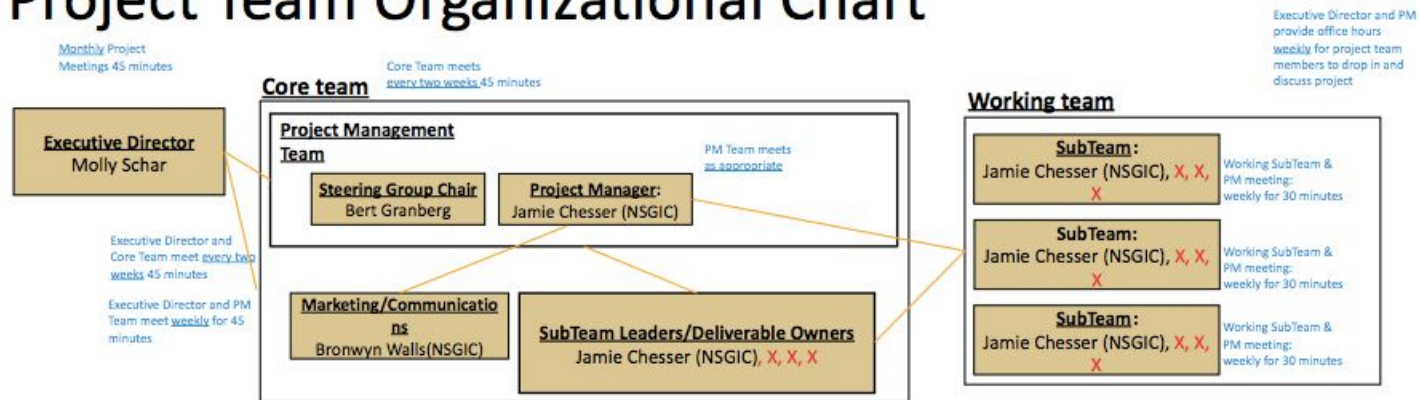 Project Team Organizational Chart
Executive Director and PM
provide office hours
weekly for project team
members to drop in and
discuss project
Monthly Project
Meetings 45 minutes
Core Team meets
every two weeks 45 minutes
Core team
Working team
Executive Director
Molly Schar
Project Management
Team
PM Team meets
as appropriate
Steering Group Chair
Bert Granberg
Project Manager:
Jamie Chesser (NSGIC)
SubTeam:
Jamie Chesser (NSGIC), X, X,
X
Working SubTeam &
PM meeting:
weekly for 30 minutes
Executive Director and
Core Team meet every two
weeks 45 minutes
SubTeam:
Jamie Chesser (NSGIC), X, X,
X
Working SubTeam &
PM meeting:
weekly for 30 minutes
Executive Director and PM
Team meet weekly for 45
minutes
Marketing/Communicatio
ns
Bronwyn Walls(NSGIC)
SubTeam Leaders/Deliverable Owners
Jamie Chesser (NSGIC), X, X, X
SubTeam:
Jamie Chesser (NSGIC), X, X,
X
Working SubTeam &
PM meeting:
weekly for 30 minutes